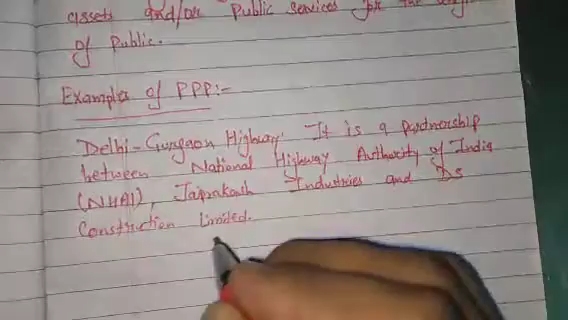 assets and/or public services for the
of public.
Examples of PPP:-
Delhi-Gurgaon Highway: It is a partnership
between National Highway Authority of India
(NHAI), Jaiprakash Industries and DS
Construction Limited.